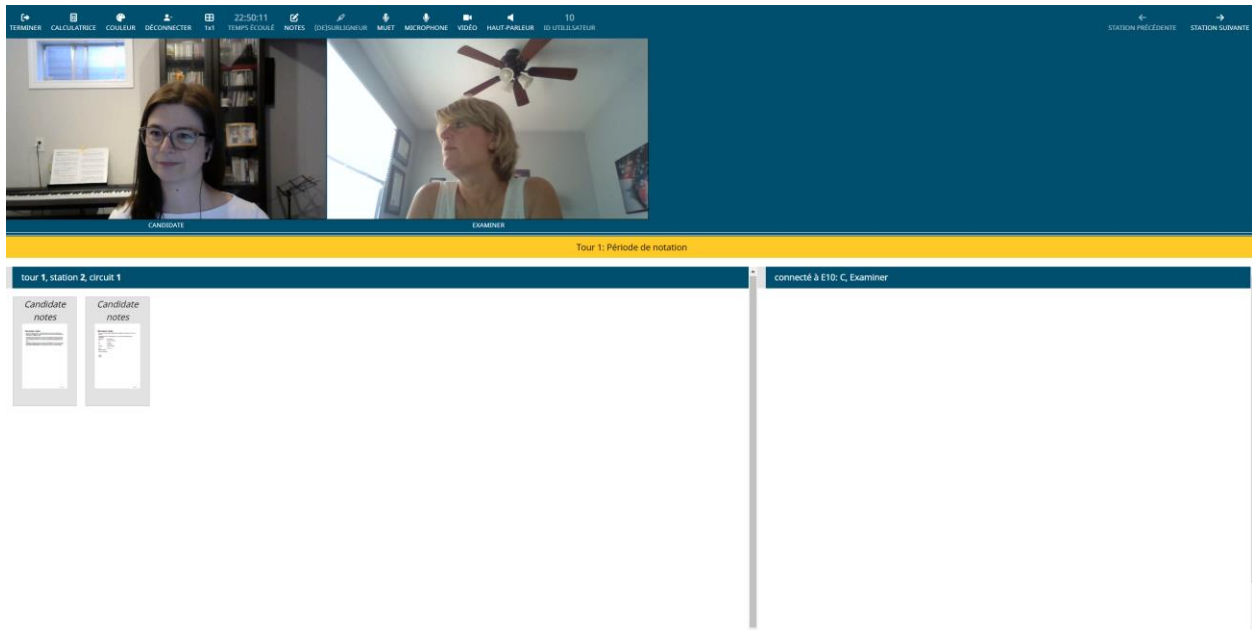 TERMINER CALCULATRICE COULEUR DÉCONNECTER 1x1 22:50:11 TEMPS ÉCOULÉ NOTES [DE]SURLIGNEUR MUET MICROPHONE VIDÉO HAUT-PARLEUR 10 ID UTILILSATEUR STATION PRÉCÉDENTE STATION SUIVANTE
CANDIDATE EXAMINER
Tour 1: Période de notation
tour 1, station 2, circuit 1 connecté à E10: C, Examiner
Candidate Candidate
notes notes